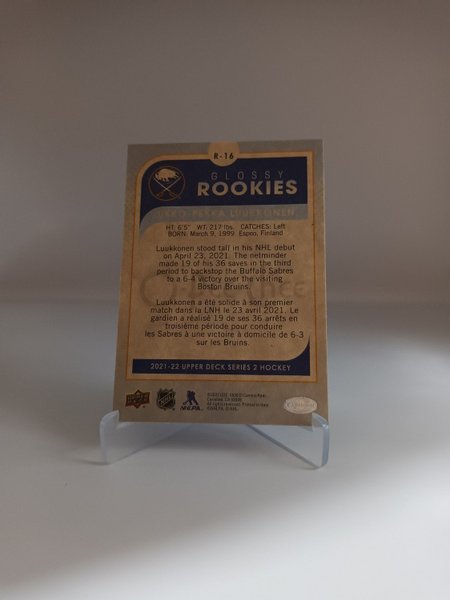 R-16
GLOSSY
ROOKIES
UKKO-PEKKA LUUKKONEN
HT: 6'5" WT: 217 lbs. CATCHES: Left
BORN: March 9, 1999 Espoo, Finland
Luukkonen stood tall in his NHL debut
on April 23, 2021. The netminder
made 19 of his 36 saves in the third
period to backstop the Buffalo Sabres
to a 6-4 victory over the visiting
Boston Bruins.
Luukkonen a été solide à son premier
match dans la LNH le 23 avril 2021. Le
gardien a réalisé 19 de ses 36 arrêts en
troisième période pour conduire
les Sabres à une victoire à domicile de 6-3
sur les Bruins.
2021-22 UPPER DECK SERIES 2 HOCKEY
UPPER DECK
NHL
NHLPA